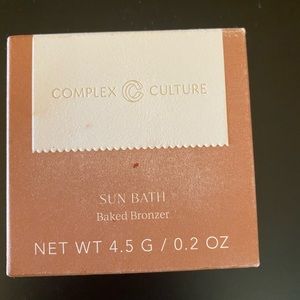 COMPLEX CULTURE
SUN BATH
Baked Bronzer
NET WT 4.5 G / 0.2 OZ